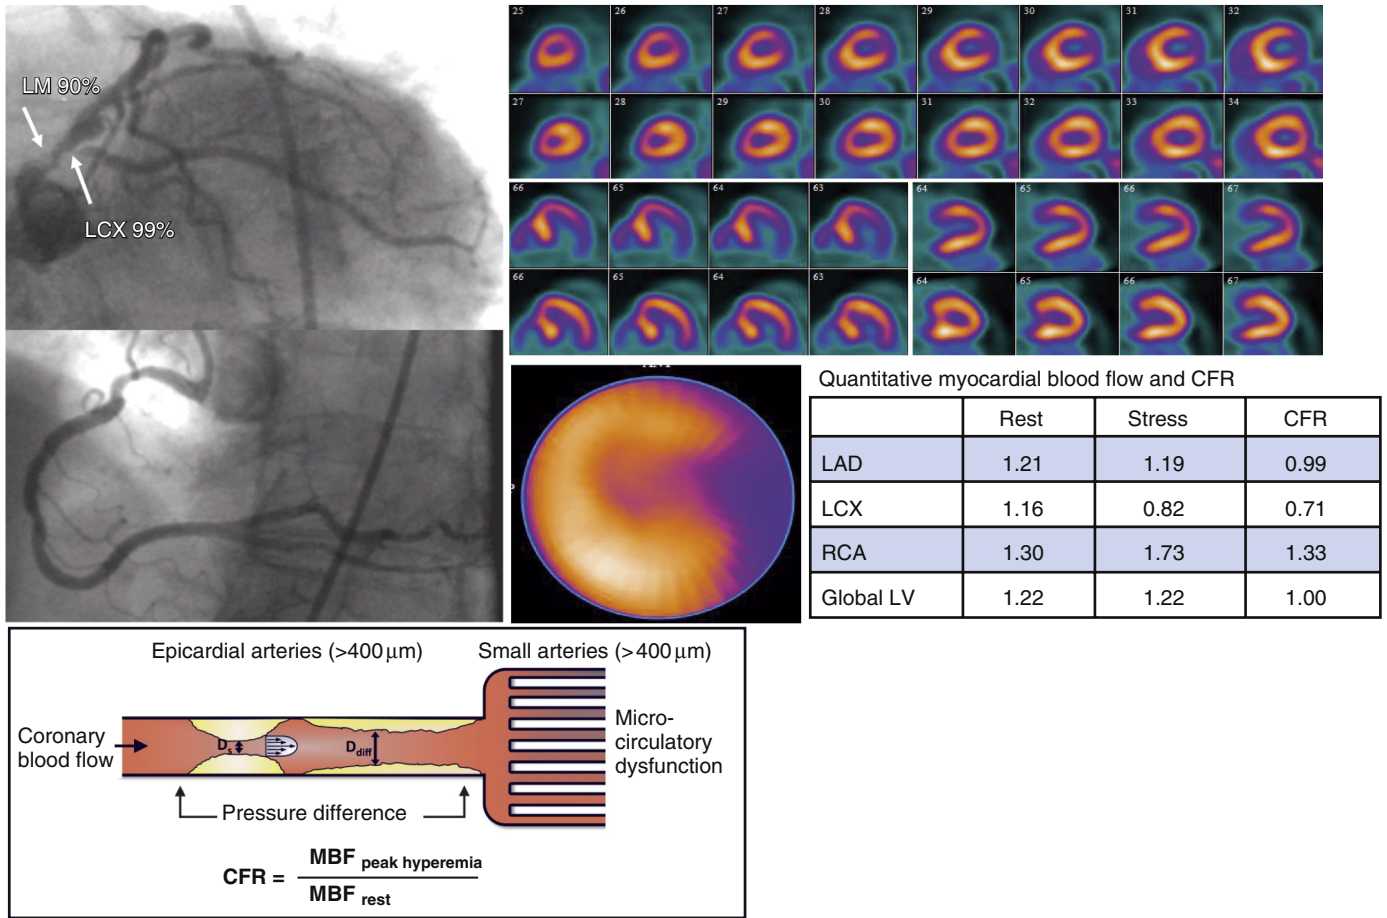 LM 90%
LCX 99%
25 26 27 28 29 30 31 32
27 28 29 30 31 32 33 34
66 65 64 63 64 65 66 67
66 65 64 63 64 65 66 67
Quantitative myocardial blood flow and CFR
Rest Stress CFR
LAD 1.21 1.19 0.99
LCX 1.16 0.82 0.71
RCA 1.30 1.73 1.33
Global LV 1.22 1.22 1.00
Epicardial arteries (>400 μm) Small arteries (>400 μm)
Coronary
blood flow
Ds
Ddiff
Micro-
circulatory
dysfunction
Pressure difference
CFR = MBF peak hyperemia
MBF rest